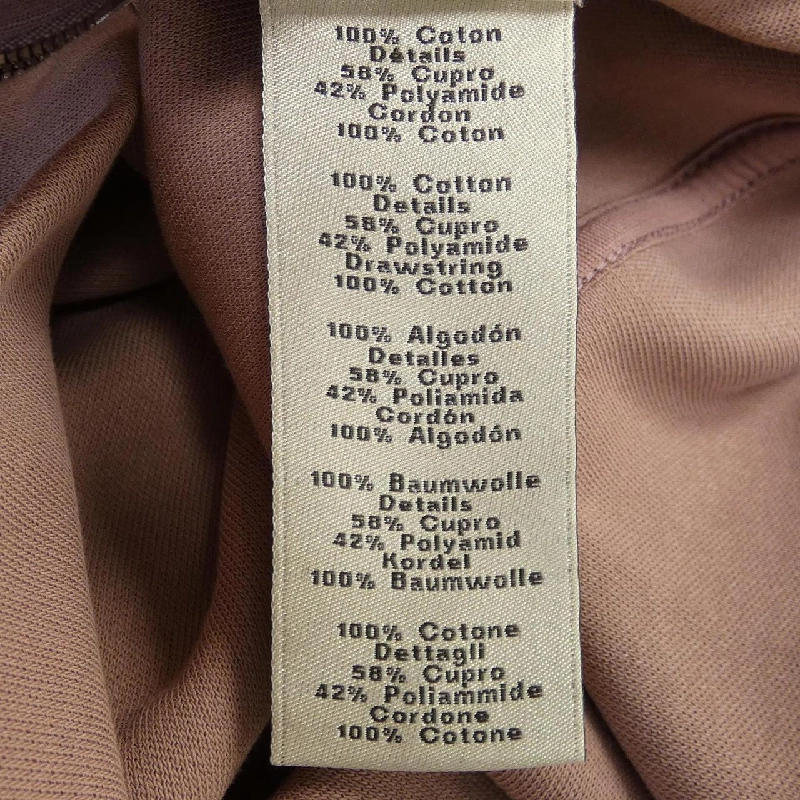 100% Coton
Détails
58% Cupro
42% Polyamide
Cordon
100% Coton
100% Cotton
Details
58% Cupro
42% Polyamide
Drawstring
100% Cotton
100% Algodón
Detalles
58% Cupro
42% Poliamida
Cordón
100% Algodón
100% Baumwolle
Details
58% Cupro
42% Polyamid
Kordel
100% Baumwolle
100% Cotone
Dettagli
58% Cupro
42% Poliammide
Cordone
100% Cotone